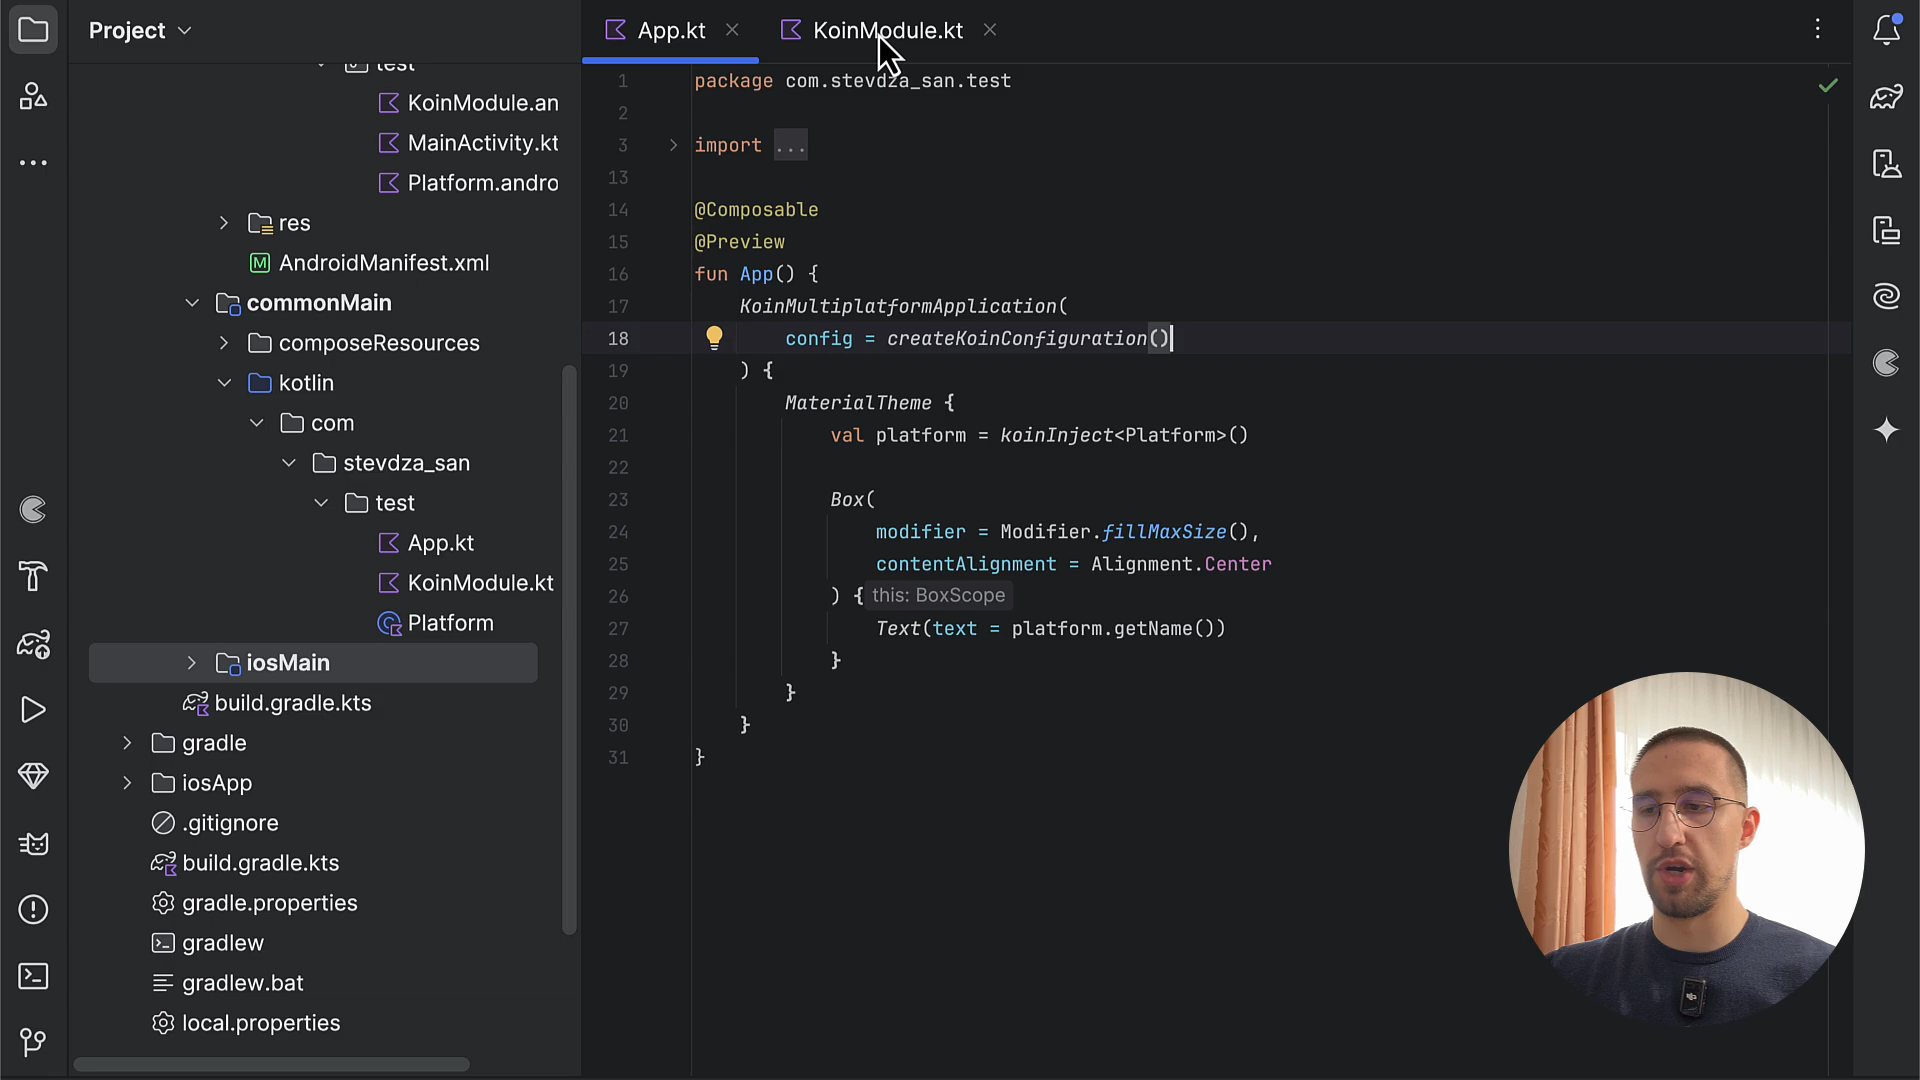 Project
App.kt
KoinModule.kt
test
KoinModule.an
MainActivity.kt
Platform.andro
res
AndroidManifest.xml
commonMain
composeResources
kotlin
com
stevdza_san
test
App.kt
KoinModule.kt
Platform
iosMain
build.gradle.kts
gradle
iosApp
.gitignore
build.gradle.kts
gradle.properties
gradlew
gradlew.bat
local.properties
1 package com.stevdza_san.test
2
3 import ...
13
14 @Composable
15 @Preview
16 fun App() {
17 KoinMultiplatformApplication(
18 config = createKoinConfiguration()
19 ) {
20 MaterialTheme {
21 val platform = koinInject<Platform>()
22
23 Box(
24 modifier = Modifier.fillMaxSize(),
25 contentAlignment = Alignment.Center
26 ) { this: BoxScope
27 Text(text = platform.getName())
28 }
29 }
30 }
31 }